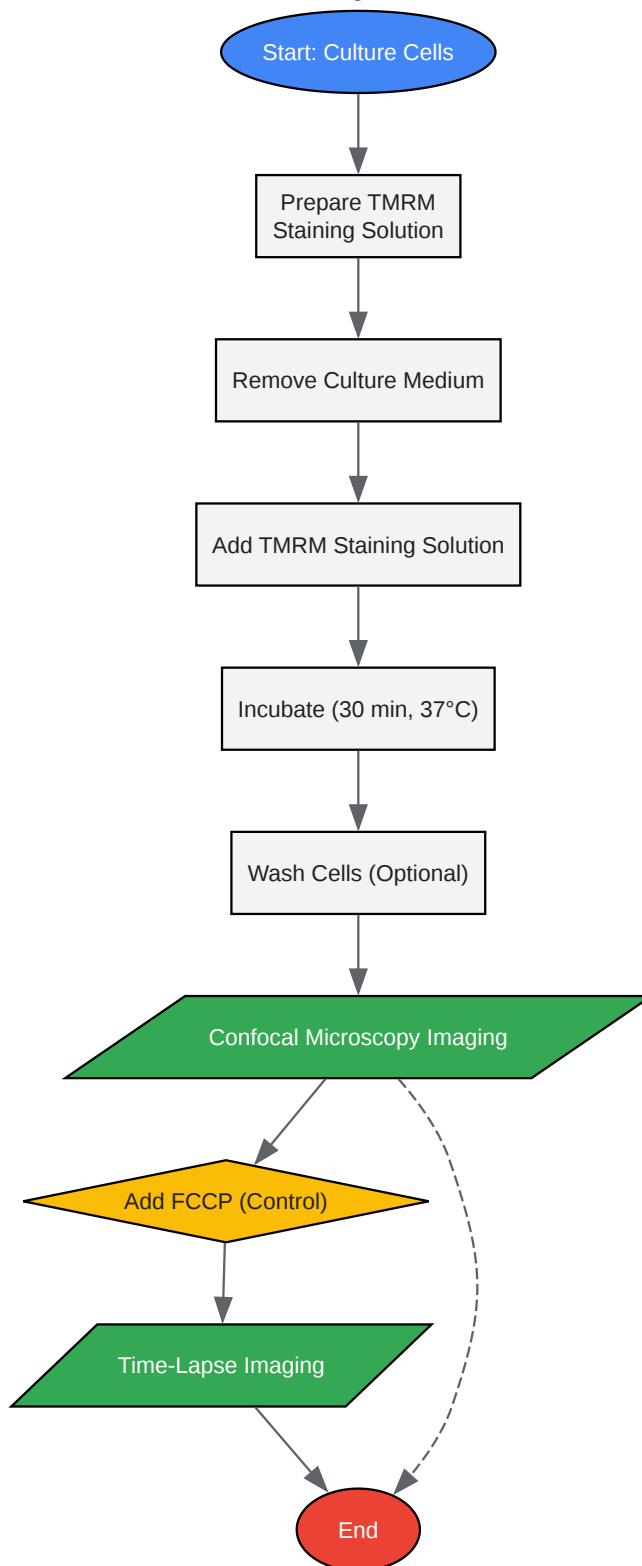 Start: Culture Cells
Prepare TMRM
Staining Solution
Remove Culture Medium
Add TMRM Staining Solution
Incubate (30 min, 37°C)
Wash Cells (Optional)
Confocal Microscopy Imaging
Add FCCP (Control)
Time-Lapse Imaging
End